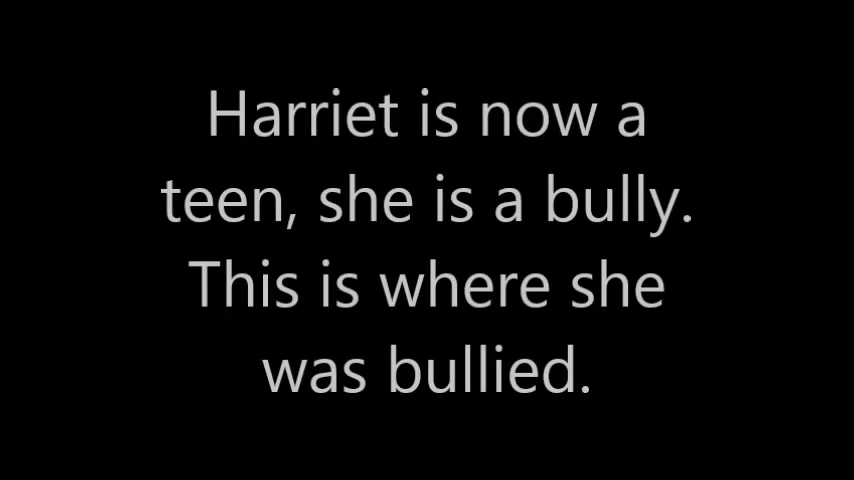 Harriet is now a
teen, she is a bully.
This is where she
was bullied.